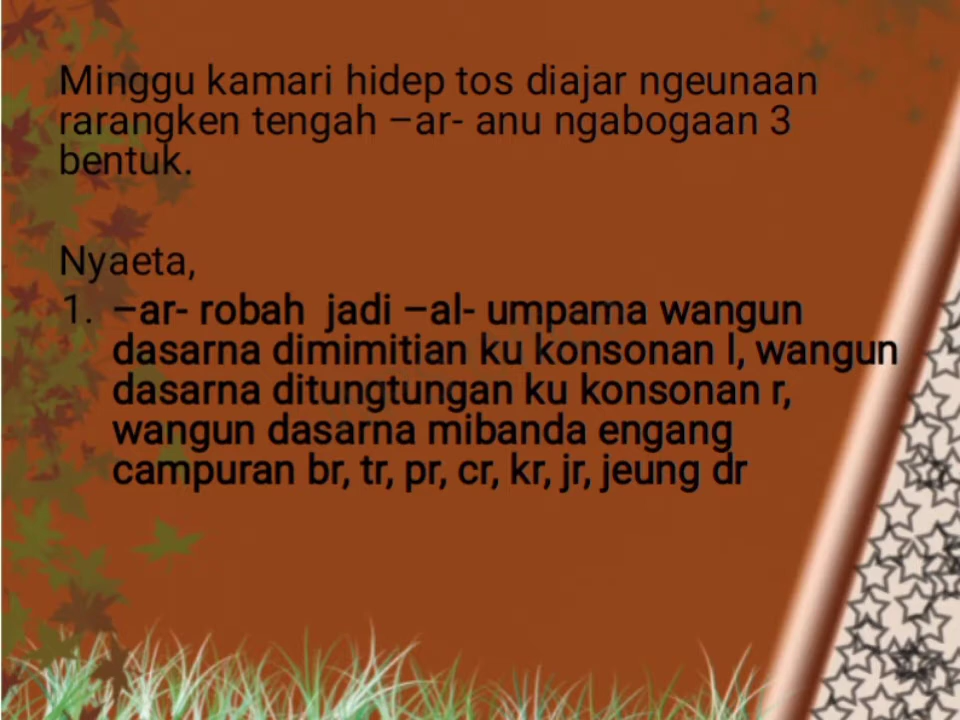 Minggu kamari hidep tos diajar ngeunaan
rarangken tengah –ar- anu ngabogaan 3
bentuk.
Nyaeta,
1. –ar- robah jadi –al- umpama wangun
dasarna dimimitian ku konsonan l, wangun
dasarna ditungtungan ku konsonan r,
wangun dasarna mibanda engang
campuran br, tr, pr, cr, kr, jr, jeung dr